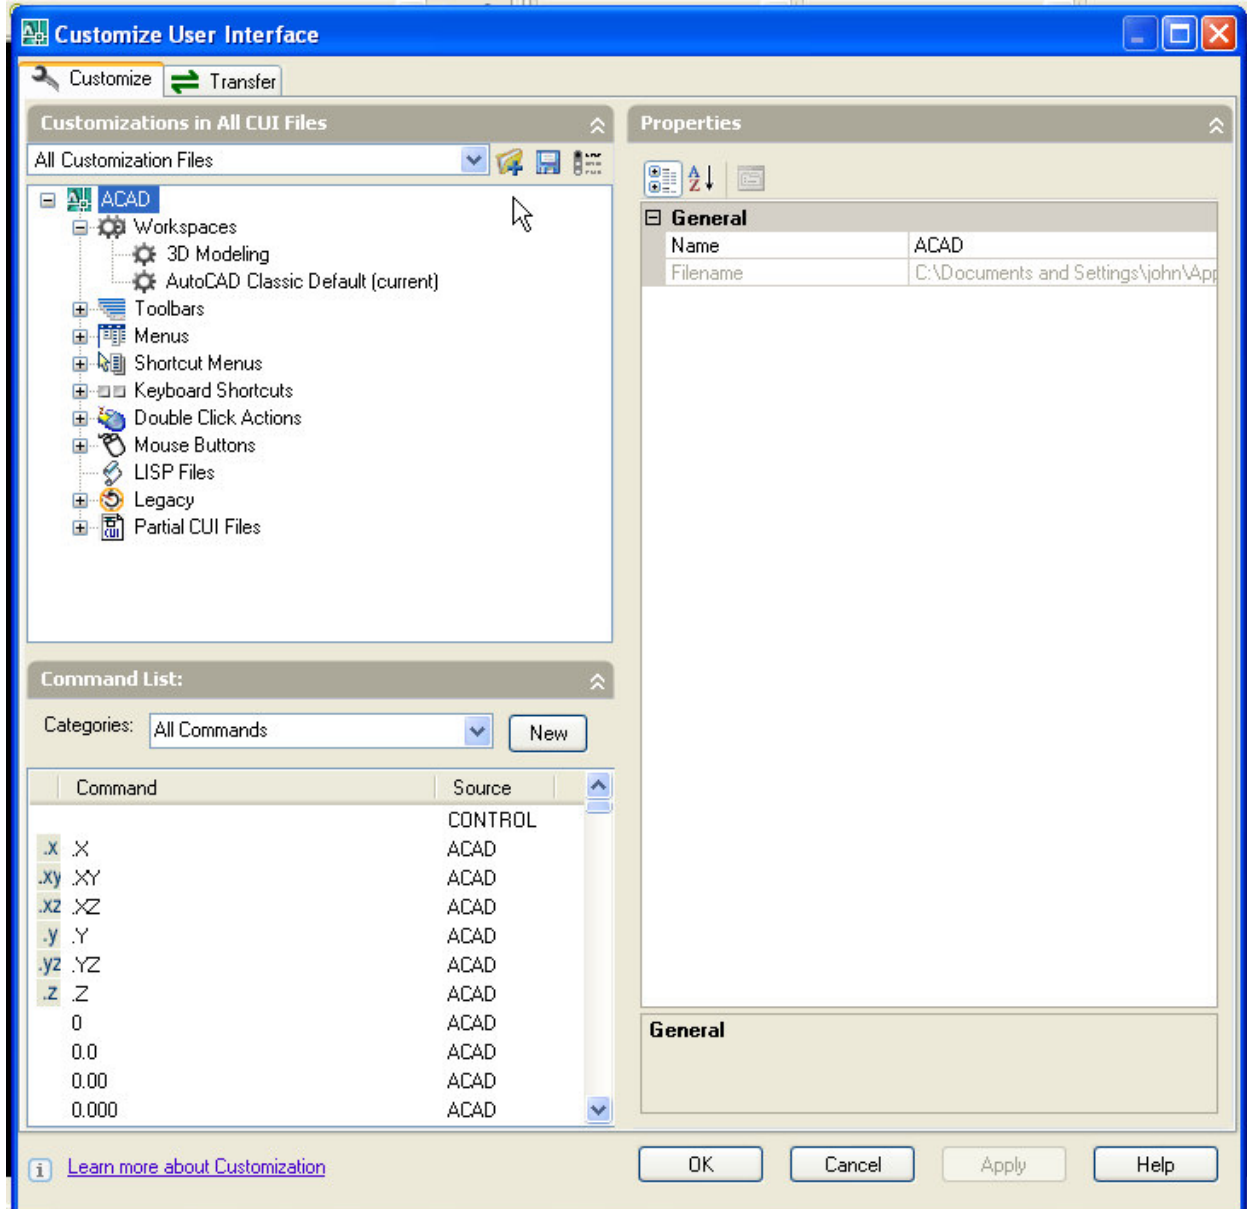 Customize User Interface
Customize Transfer
Customizations in All CUI Files
All Customization Files
ACAD
Workspaces
3D Modeling
AutoCAD Classic Default (current)
Toolbars
Menus
Shortcut Menus
Keyboard Shortcuts
Double Click Actions
Mouse Buttons
LISP Files
Legacy
Partial CUI Files
Command List:
Categories: All Commands New
Command Source
CONTROL
.X .X ACAD
.xy .XY ACAD
.xz .XZ ACAD
.y .Y ACAD
.yz .YZ ACAD
.z .Z ACAD
0 ACAD
0.0 ACAD
0.00 ACAD
0.000 ACAD
Properties
General
Name ACAD
Filename C:\Documents and Settings\john\App
General
Learn more about Customization
OK Cancel Apply Help